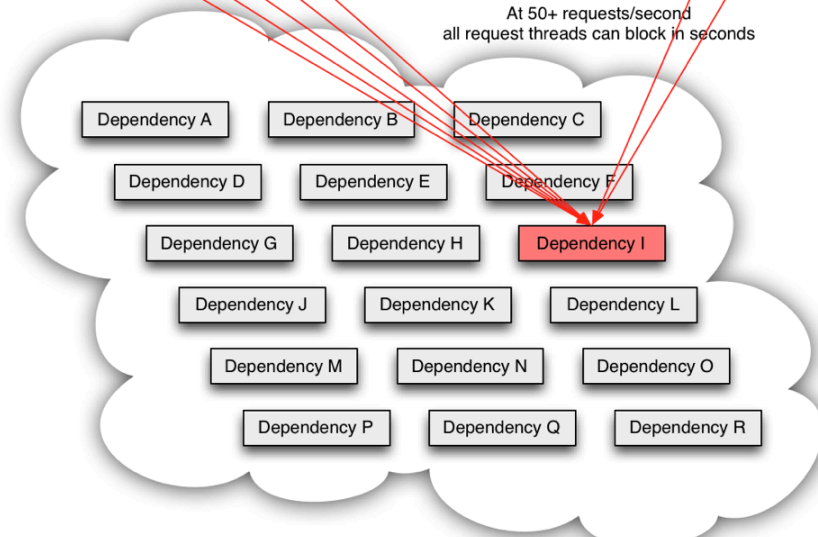 At 50+ requests/second
all request threads can block in seconds
Dependency A
Dependency B
Dependency C
Dependency D
Dependency E
Dependency F
Dependency G
Dependency H
Dependency I
Dependency J
Dependency K
Dependency L
Dependency M
Dependency N
Dependency O
Dependency P
Dependency Q
Dependency R